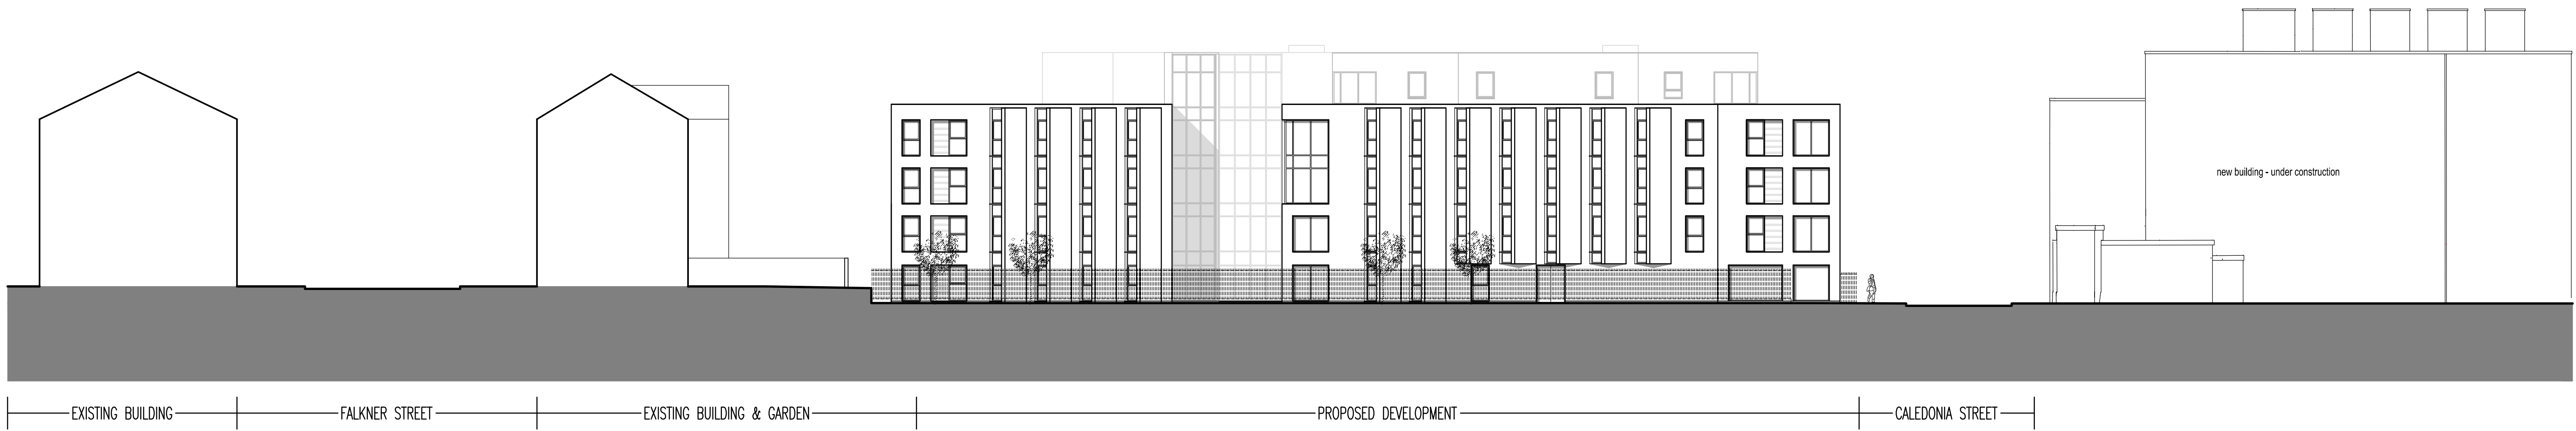 new building - under construction
EXISTING BUILDING
FALKNER STREET
EXISTING BUILDING & GARDEN
PROPOSED DEVELOPMENT
CALEDONIA STREET